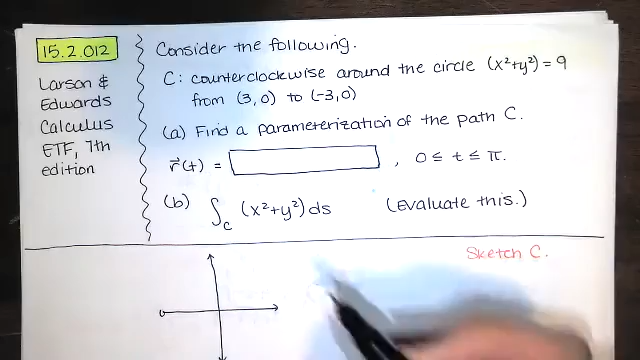 15.2.012
Larson &
Edwards
Calculus
ETF, 7th
edition
Consider the following.
C: counterclockwise around the circle (x²+y²) = 9
from (3,0) to (-3,0)
(a) Find a parameterization of the path C.
r⃗(t) = , 0 ≤ t ≤ π.
(b) ∫C (x²+y²) ds (Evaluate this.)
Sketch C.